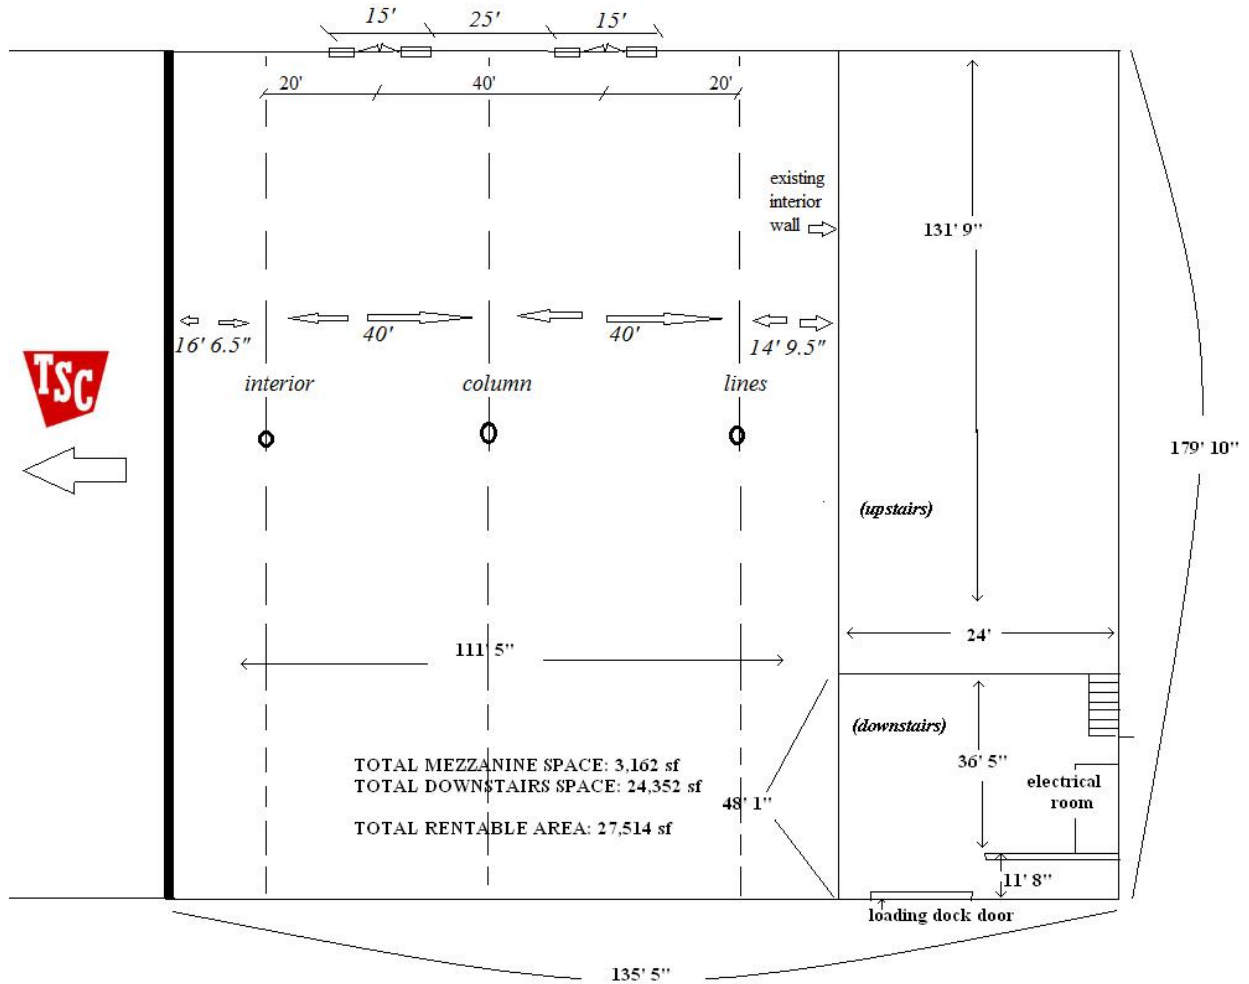 15' 25' 15'
20' 40' 20'
existing
interior
wall
131' 9"
16' 6.5" 40' 40' 14' 9.5"
TSC
interior column lines
179' 10"
(upstairs)
24'
111' 5"
(downstairs)
36' 5"
TOTAL MEZZANINE SPACE: 3,162 sf
TOTAL DOWNSTAIRS SPACE: 24,352 sf
48' 1"
electrical
room
TOTAL RENTABLE AREA: 27,514 sf
11' 8"
loading dock door
135' 5"